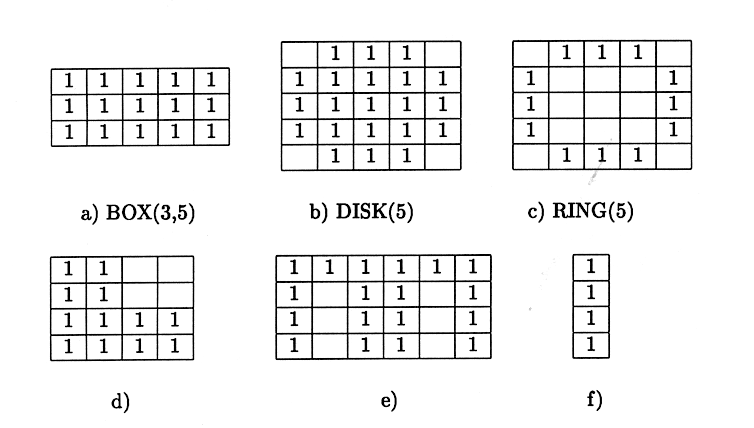 1 1 1 1 1
1 1 1 1 1
1 1 1 1 1
a) BOX(3,5)
1 1 1
1 1 1 1 1
1 1 1 1 1
1 1 1 1 1
1 1 1
b) DISK(5)
1 1 1
1 1
1 1
1 1
1 1 1
c) RING(5)
1 1
1 1
1 1 1 1
1 1 1 1
d)
1 1 1 1 1 1
1 1 1 1
1 1 1 1
1 1 1 1
e)
1
1
1
1
f)